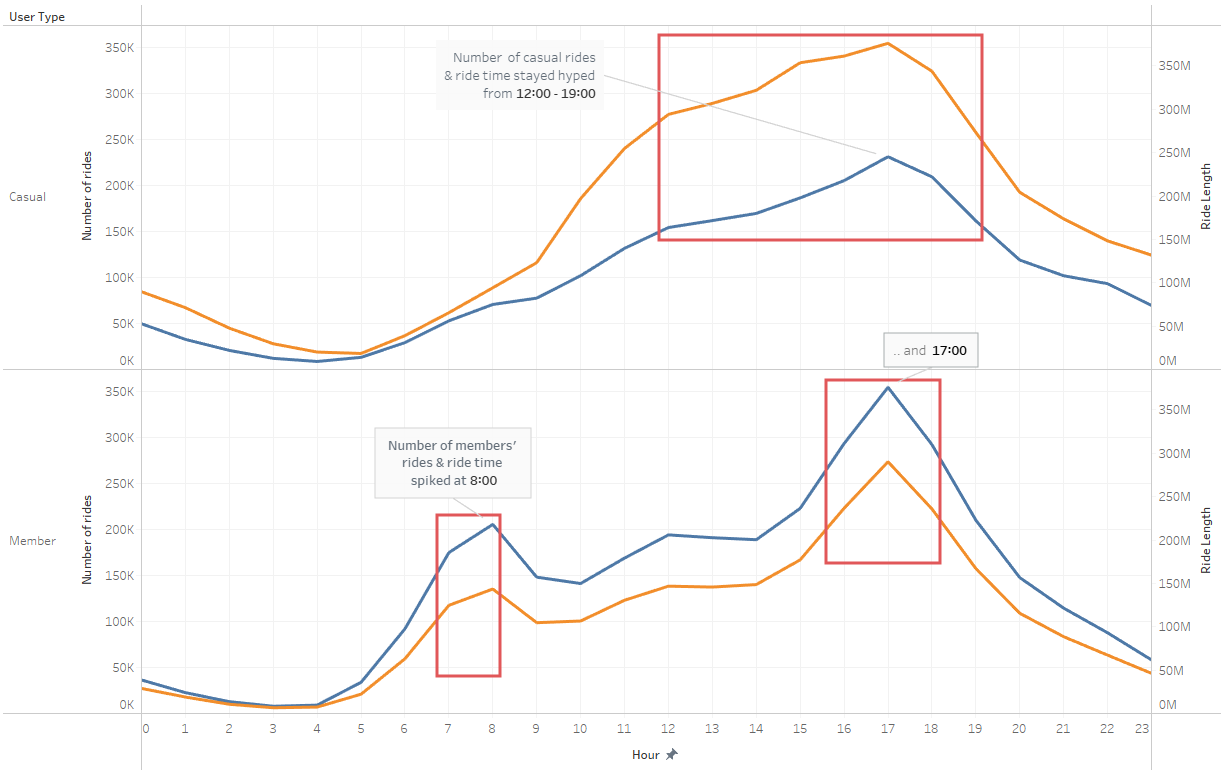 User Type
Casual
Number of rides
350K
300K
250K
200K
150K
100K
50K
0K
Number of casual rides
& ride time stayed hyped
from 12:00 - 19:00
350M
300M
250M
200M
150M
100M
50M
0M
Ride Length
Member
Number of rides
350K
300K
250K
200K
150K
100K
50K
0K
Number of members’
rides & ride time
spiked at 8:00
.. and 17:00
350M
300M
250M
200M
150M
100M
50M
0M
Ride Length
0 1 2 3 4 5 6 7 8 9 10 11 12 13 14 15 16 17 18 19 20 21 22 23
Hour